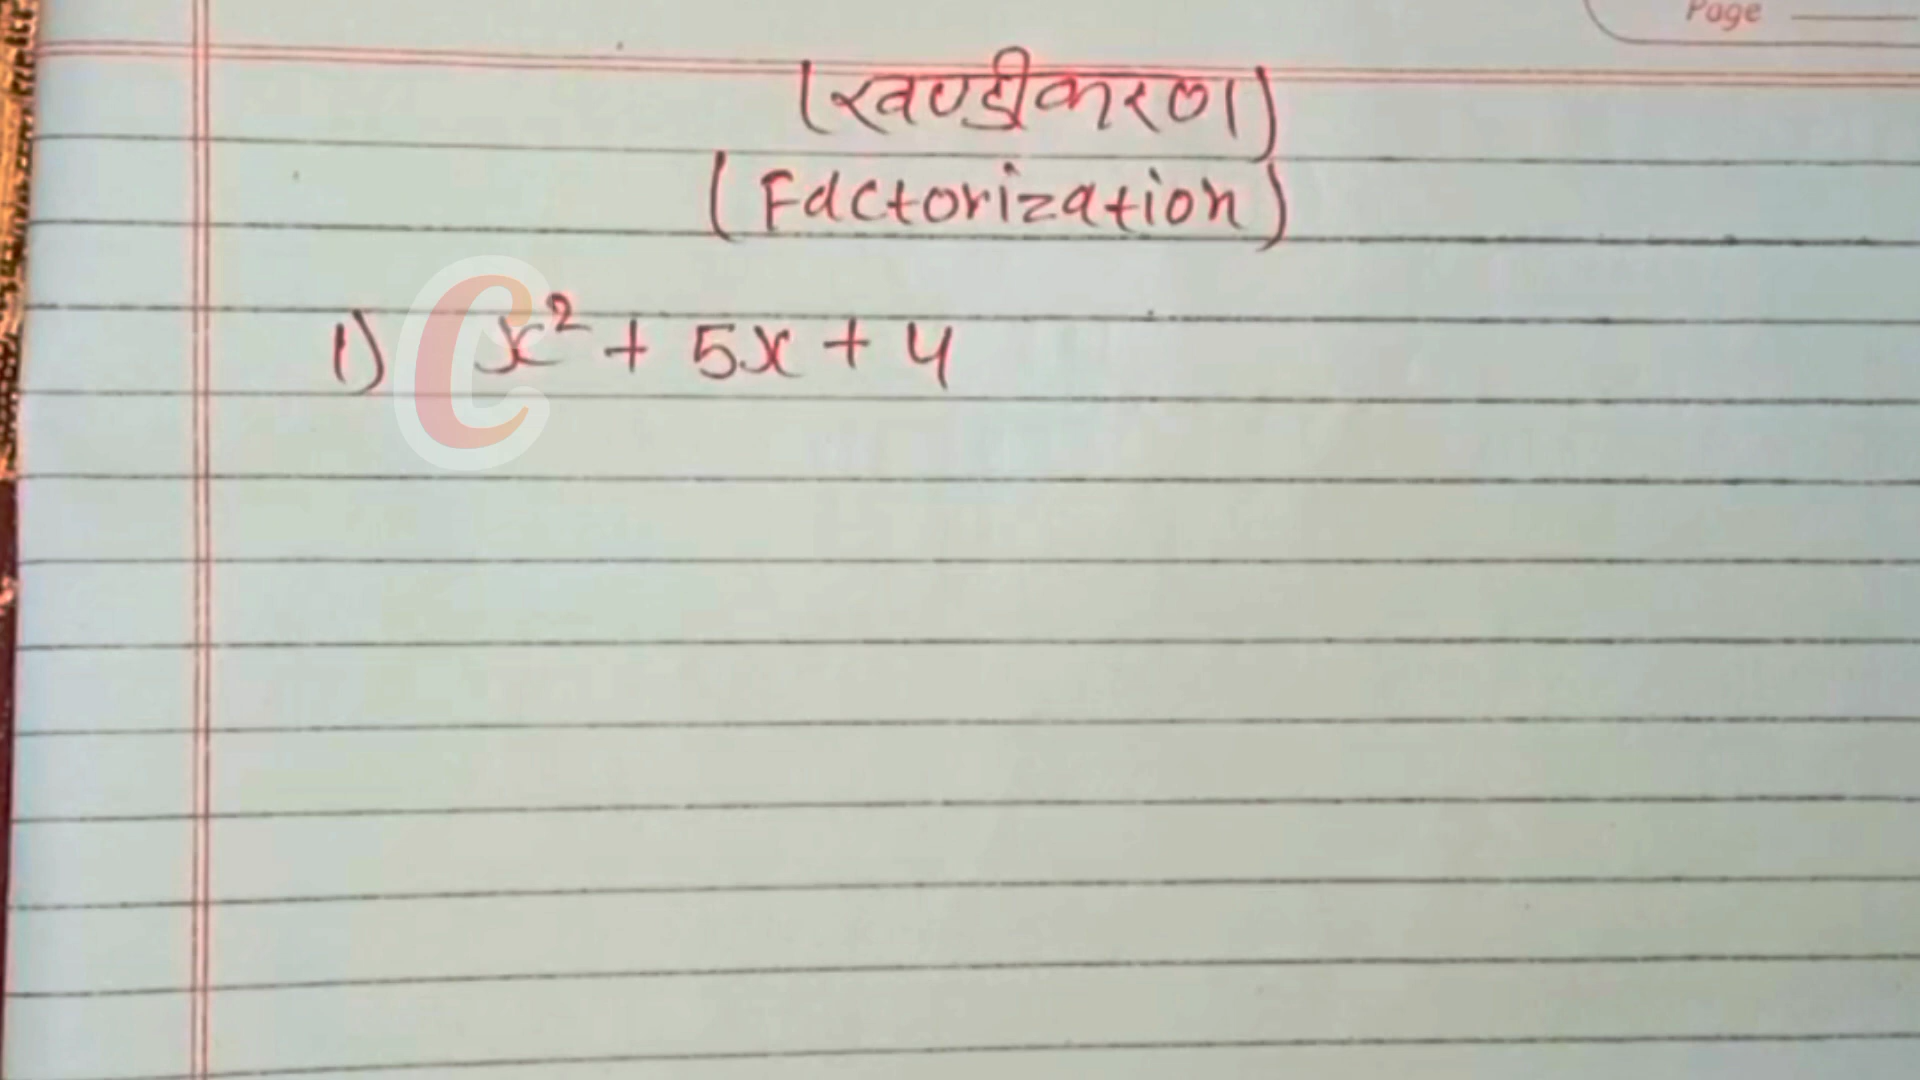 Page
(खण्डीकरण)
(Factorization)
C
1) x² + 5x + 4